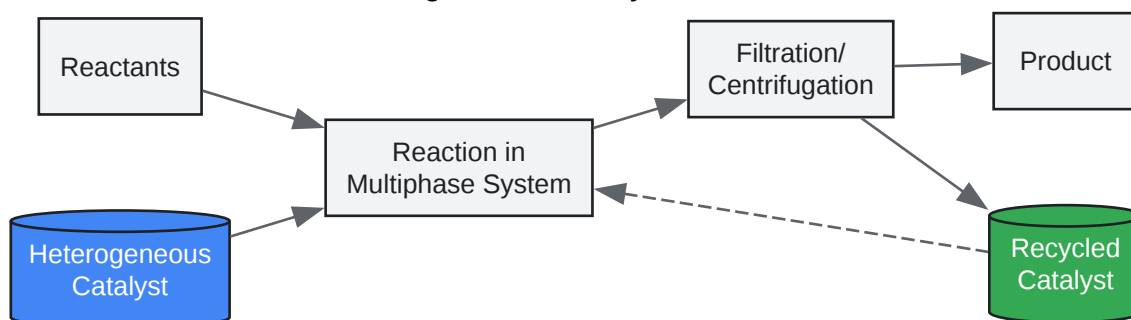 Reactants
Filtration/
Centrifugation
Product
Reaction in
Multiphase System
Heterogeneous
Catalyst
Recycled
Catalyst